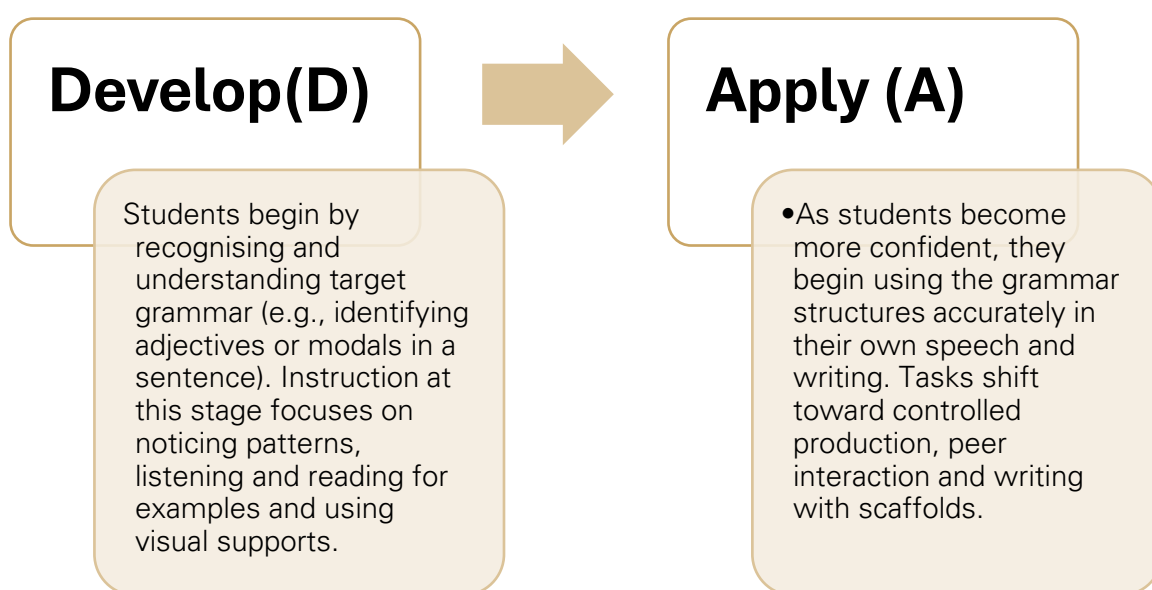 Develop(D)
Students begin by
recognising and
understanding target
grammar (e.g., identifying
adjectives or modals in a
sentence). Instruction at
this stage focuses on
noticing patterns,
listening and reading for
examples and using
visual supports.
Apply (A)
•As students become
more confident, they
begin using the grammar
structures accurately in
their own speech and
writing. Tasks shift
toward controlled
production, peer
interaction and writing
with scaffolds.